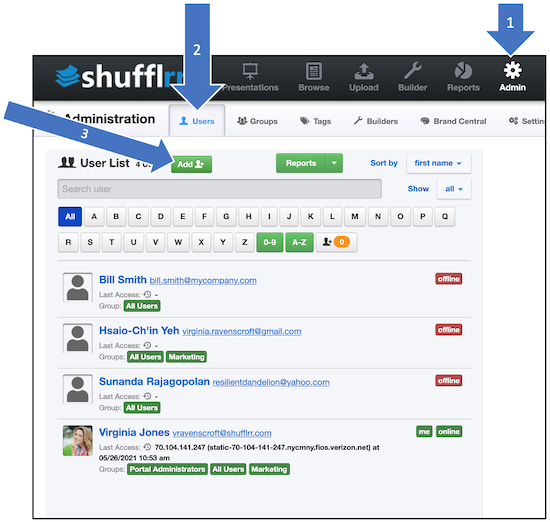 1
2
shufflr
Presentations
Browse
Upload
Builder
Reports
Admin
Administration
Users
Groups
Tags
Builders
Brand Central
3
User List
Add
Reports
Sort by
first name
Search user
Show
all
All A B C D E F G H I J K L M N O P Q
R S T U V W X Y Z 0-9 A-Z 0
Bill Smith bill.smith@mycompany.com offline
Last Access: -
Group: All Users
Hsaio-Ch'in Yeh virginia.ravenscroft@gmail.com offline
Last Access: -
Groups: All Users Marketing
Sunanda Rajagopolan resilientdandelion@yahoo.com offline
Last Access: -
Group: All Users
Virginia Jones vravenscroft@shufflrr.com me online
Last Access: 70.104.141.247 (static-70-104-141-247.nycmny.fios.verizon.net) at
05/26/2021 10:53 am
Groups: Portal Administrators All Users Marketing